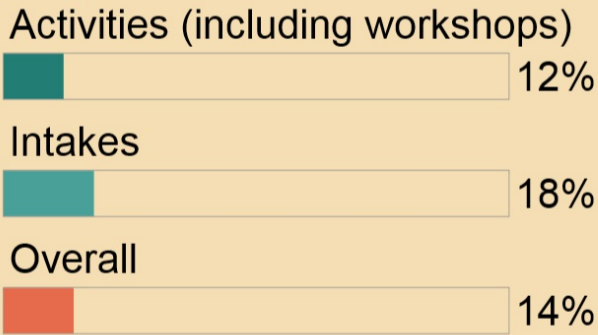 Activities (including workshops)
12%
Intakes
18%
Overall
14%